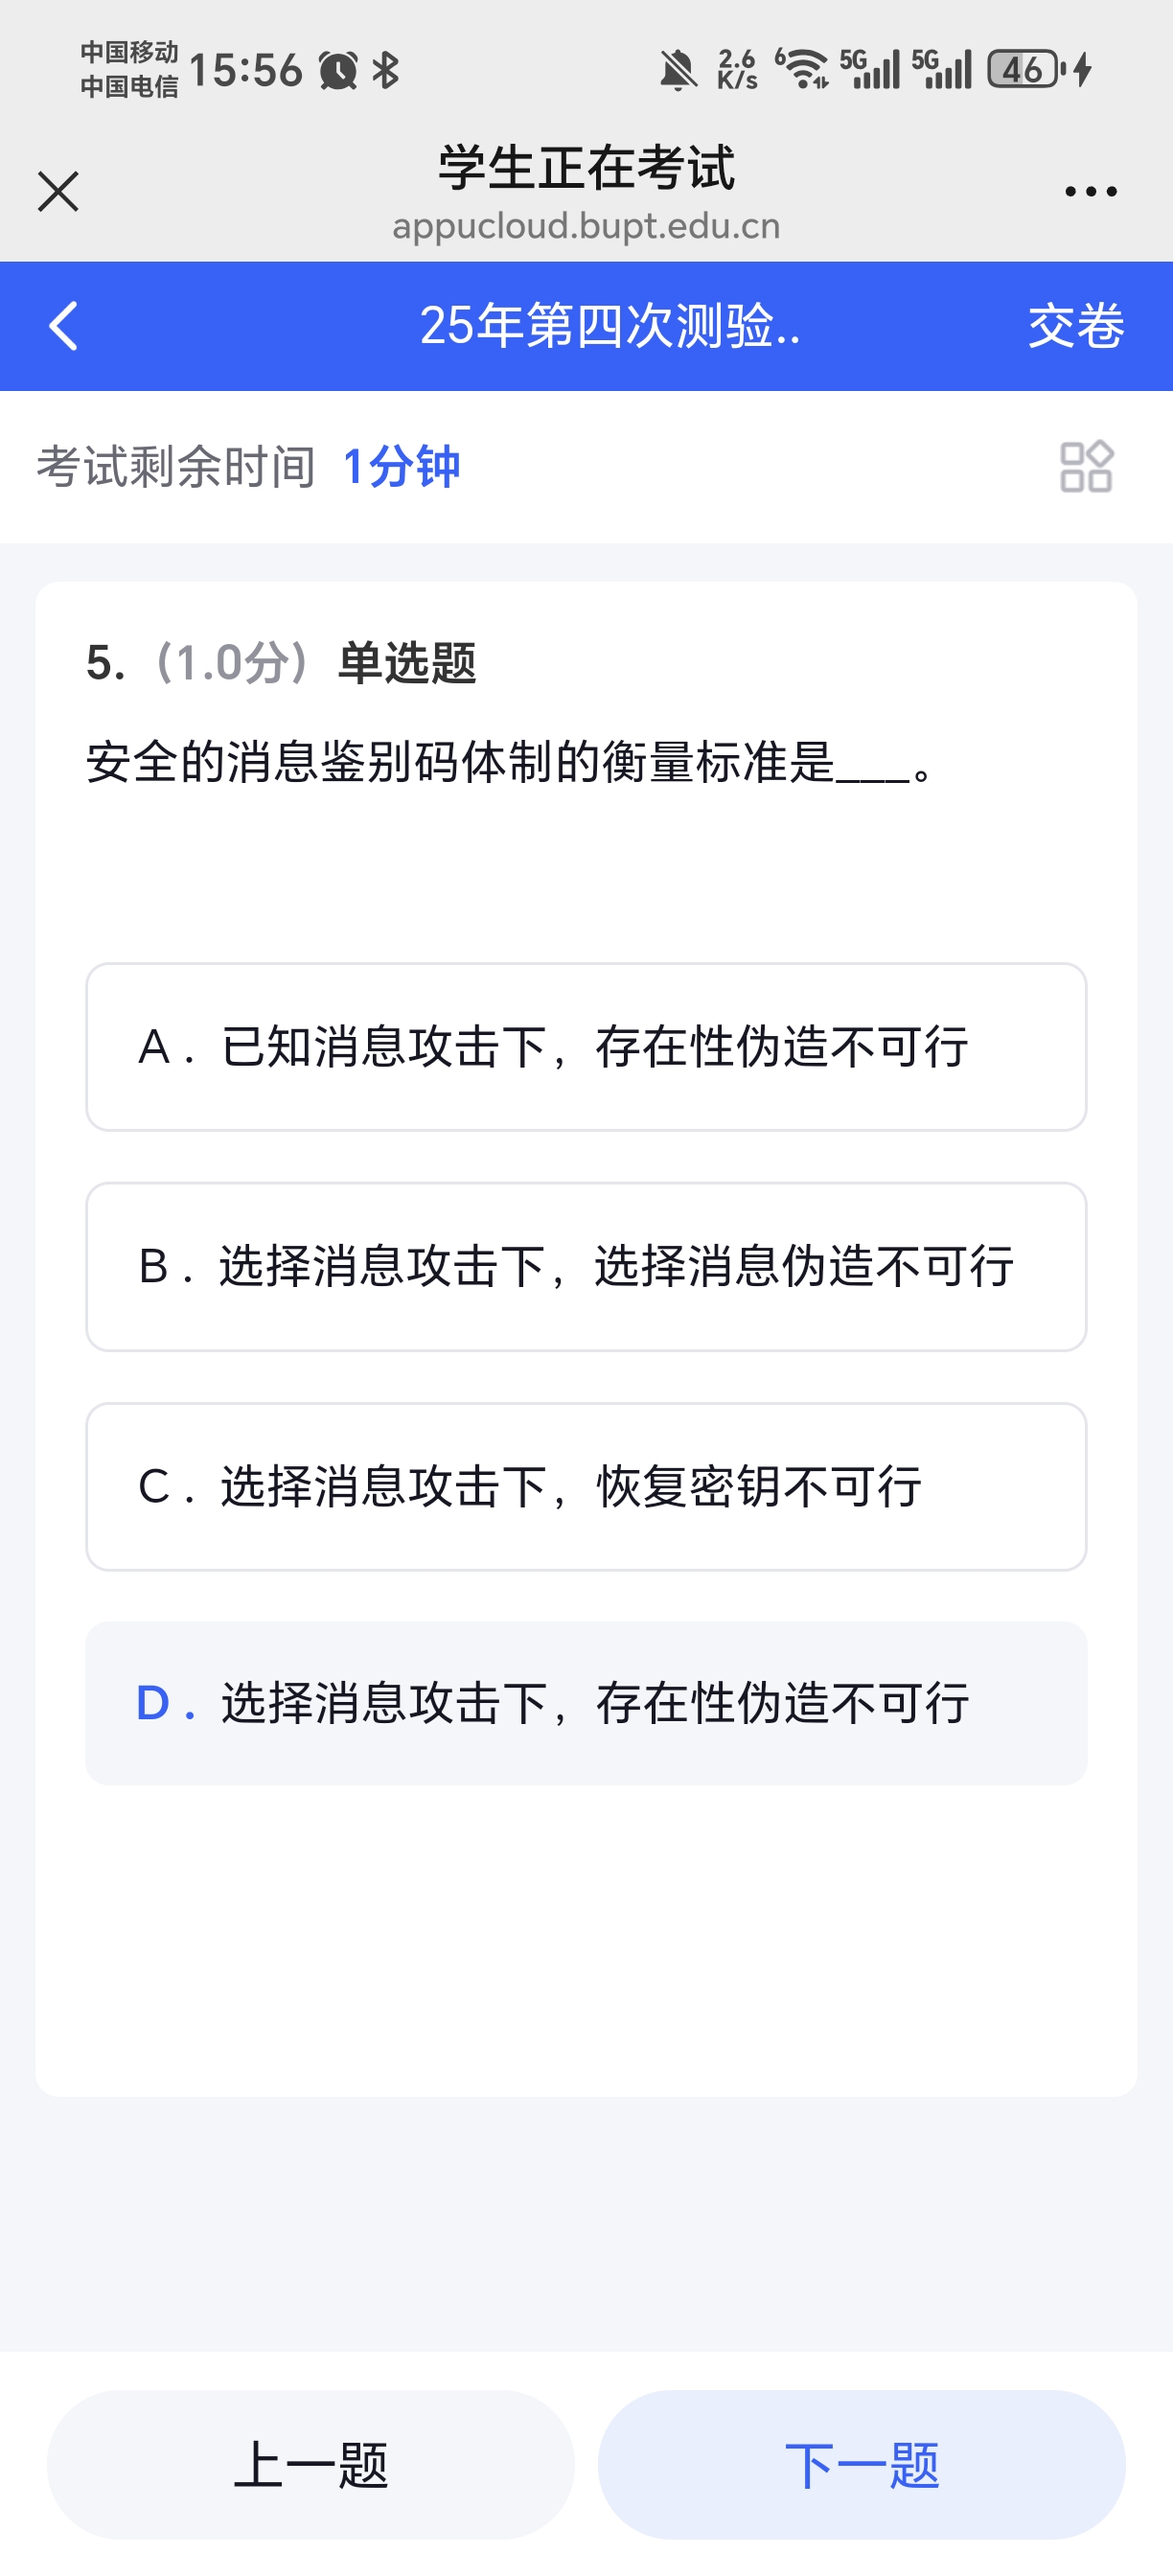 中国移动
中国电信
15:56
2.6
K/s
6
5G
5G
46
学生正在考试
appucloud.bupt.edu.cn
25年第四次测验..
交卷
考试剩余时间 1分钟
5. (1.0分) 单选题
安全的消息鉴别码体制的衡量标准是___。
A . 已知消息攻击下，存在性伪造不可行
B . 选择消息攻击下，选择消息伪造不可行
C . 选择消息攻击下，恢复密钥不可行
D . 选择消息攻击下，存在性伪造不可行
上一题
下一题